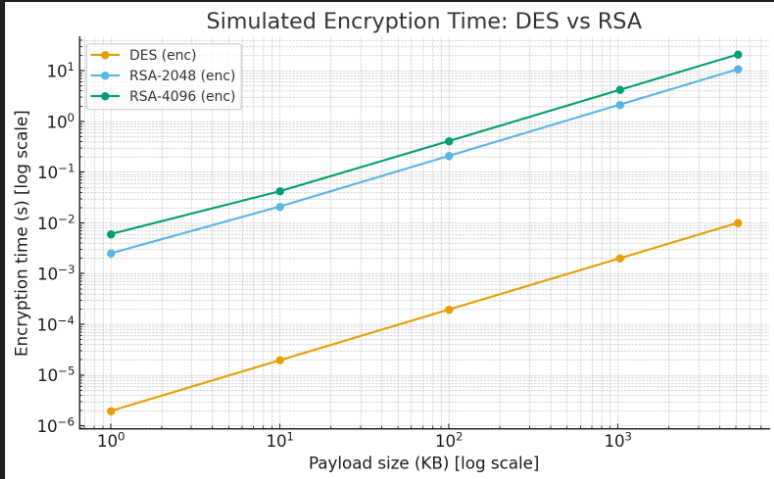 Simulated Encryption Time: DES vs RSA
DES (enc)
RSA-2048 (enc)
RSA-4096 (enc)
Encryption time (s) [log scale]
10¹
10⁰
10⁻¹
10⁻²
10⁻³
10⁻⁴
10⁻⁵
10⁻⁶
10⁰ 10¹ 10² 10³
Payload size (KB) [log scale]